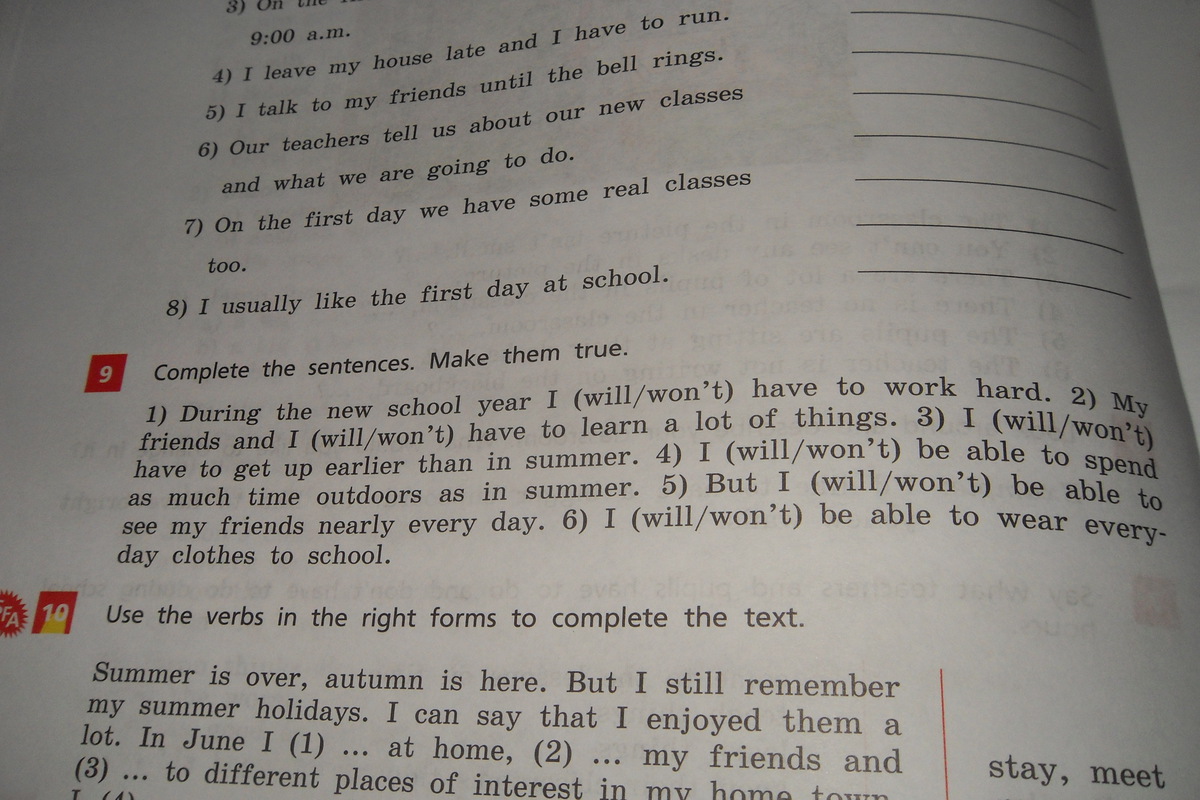 3) On the
9:00 a.m.
4) I leave my house late and I have to run.
5) I talk to my friends until the bell rings.
6) Our teachers tell us about our new classes
and what we are going to do.
7) On the first day we have some real classes
too.
8) I usually like the first day at school.
9 Complete the sentences. Make them true.
1) During the new school year I (will/won't) have to work hard. 2) My
friends and I (will/won't) have to learn a lot of things. 3) I (will/won't)
have to get up earlier than in summer. 4) I (will/won't) be able to spend
as much time outdoors as in summer. 5) But I (will/won't) be able to
see my friends nearly every day. 6) I (will/won't) be able to wear every-
day clothes to school.
10 Use the verbs in the right forms to complete the text.
Summer is over, autumn is here. But I still remember
my summer holidays. I can say that I enjoyed them a
lot. In June I (1) ... at home, (2) ... my friends and
(3) ... to different places of interest in my home town.
stay, meet
I (4)